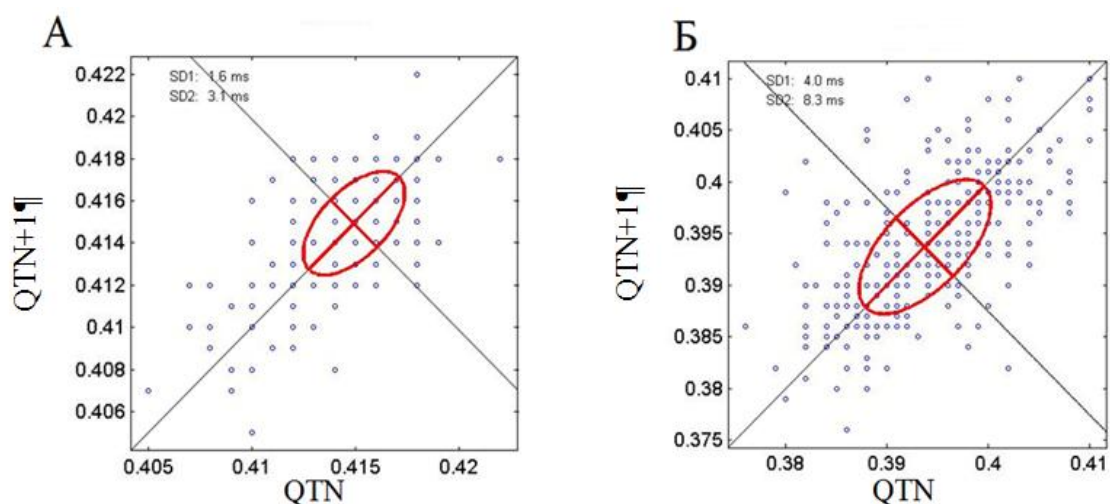 А
SD1: 1.6 ms
SD2: 3.1 ms
0.422
0.42
0.418
0.416
0.414
0.412
0.41
0.408
0.406
QTN+1¶
0.405
0.41
0.415
0.42
QTN
Б
SD1: 4.0 ms
SD2: 8.3 ms
0.41
0.405
0.4
0.395
0.39
0.385
0.38
0.375
QTN+1¶
0.38
0.39
0.4
0.41
QTN